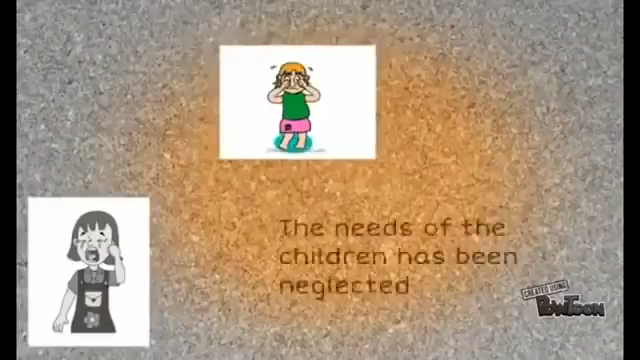 The needs of the
children has been
neglected
CREATED USING
POWTOON